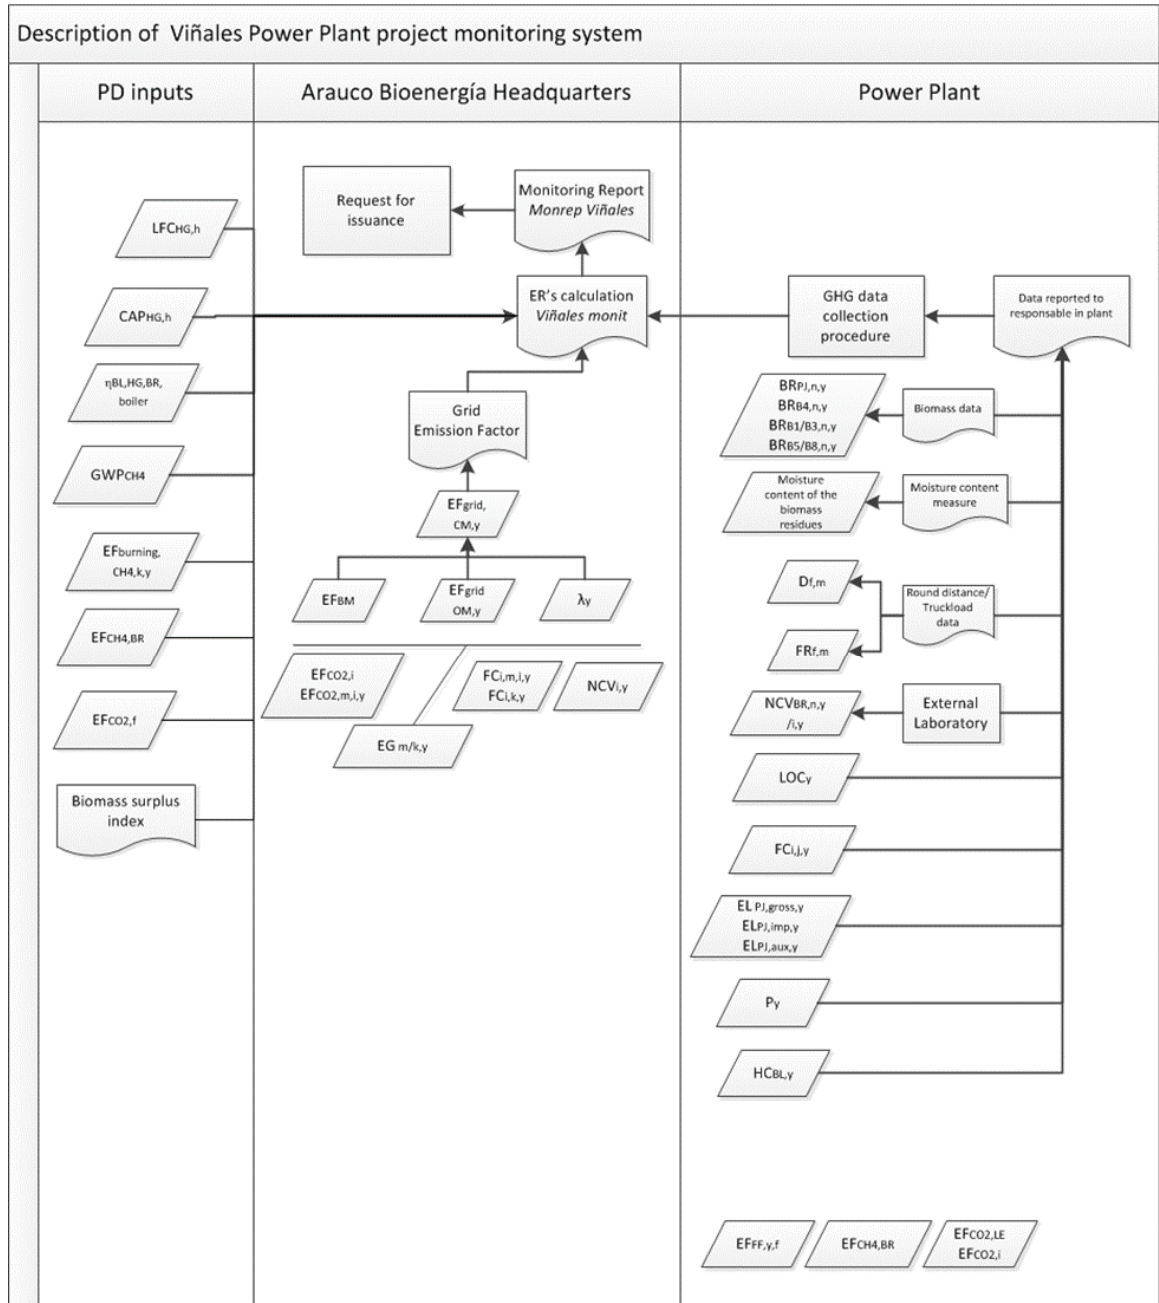 Description of Viñales Power Plant project monitoring system
PD inputs
Arauco Bioenergía Headquarters
Power Plant
LFCHG,h
CAPHG,h
ηBL,HG,BR,
boiler
GWPCH4
EFburning,
CH4,k,y
EFCH4,BR
EFCO2,f
Biomass surplus
index
Request for
issuance
Monitoring Report
Monrep Viñales
ER's calculation
Viñales monit
Grid
Emission Factor
EFgrid,
CM,y
EFBM
EFgrid
OM,y
λy
EFCO2,i
EFCO2,m,i,y
FCi,m,i,y
FCi,k,y
NCVi,y
EG m/k,y
GHG data
collection
procedure
Data reported to
responsable in plant
BRPJ,n,y
BRB4,n,y
BRB1/B3,n,y
BRB5/B8,n,y
Biomass data
Moisture
content of the
biomass
residues
Moisture content
measure
Df,m
FRf,m
Round distance/
Truckload
data
NCVBR,n,y
/i,y
External
Laboratory
LOCy
FCi,j,y
EL PJ,gross,y
ELPJ,imp,y
ELPJ,aux,y
Py
HCBL,y
EFFF,y,f
EFCH4,BR
EFCO2,LE
EFCO2,i